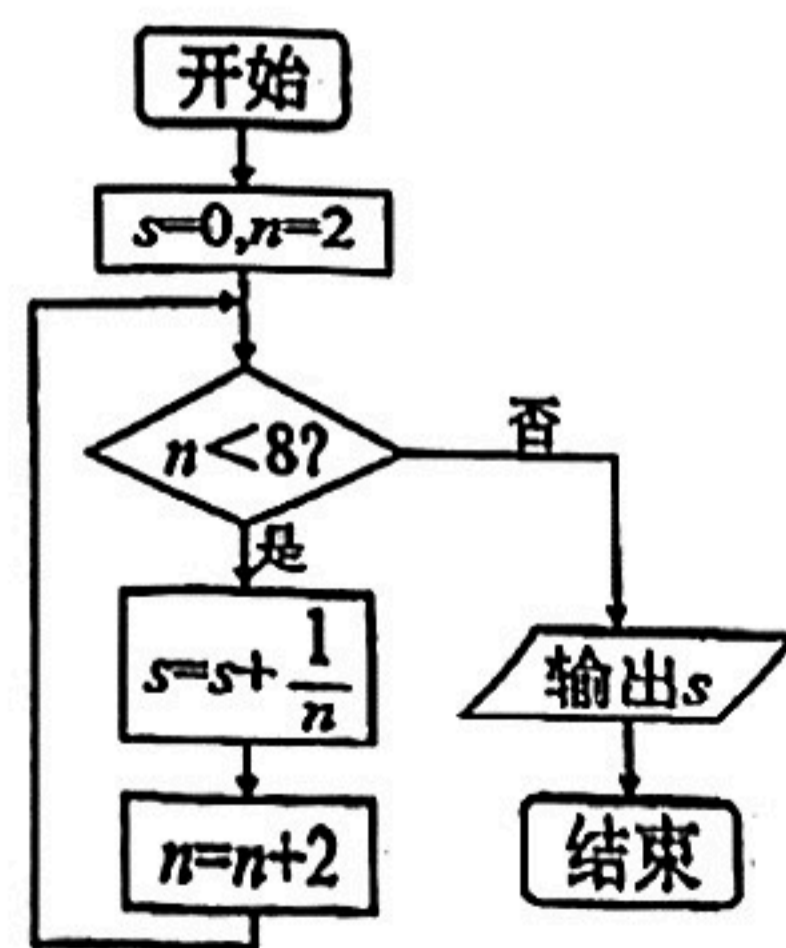 开始
s=0,n=2
n<8?
否
是
s=s+ 1/n
n=n+2
输出s
结束